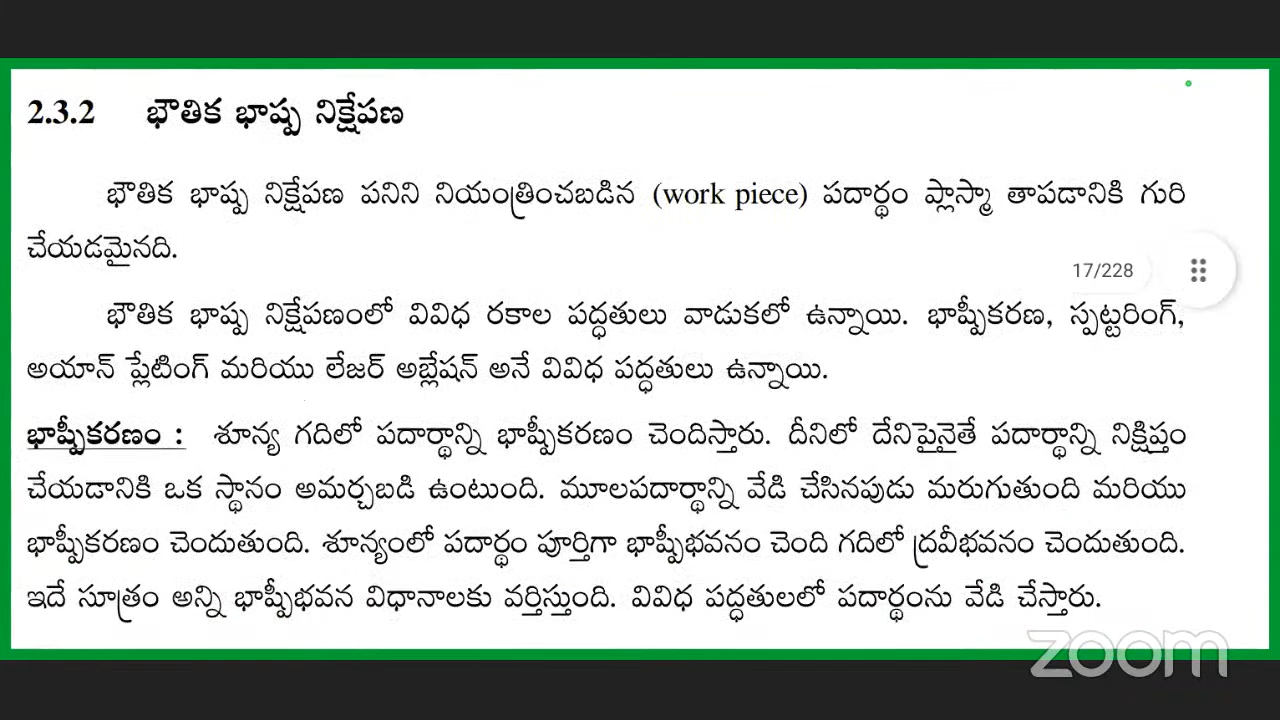 2.3.2 భౌతిక భాష్ప నిక్షేపణ
భౌతిక భాష్ప నిక్షేపణ పనిని నియంత్రించబడిన (work piece) పదార్థం ప్లాస్మా తాపడానికి గురి
చేయడమైనది.
17/228
భౌతిక భాష్ప నిక్షేపణంలో వివిధ రకాల పద్ధతులు వాడుకలో ఉన్నాయి. భాష్పీకరణ, స్పట్టరింగ్,
అయాన్ ప్లేటింగ్ మరియు లేజర్ అబ్లేషన్ అనే వివిధ పద్ధతులు ఉన్నాయి.
భాష్పీకరణం : శూన్య గదిలో పదార్థాన్ని భాష్పీకరణం చెందిస్తారు. దీనిలో దేనిపైనైతే పదార్థాన్ని నిక్షిప్తం
చేయడానికి ఒక స్థానం అమర్చబడి ఉంటుంది. మూలపదార్థాన్ని వేడి చేసినపుడు మరుగుతుంది మరియు
భాష్పీకరణం చెందుతుంది. శూన్యంలో పదార్థం పూర్తిగా భాష్పీభవనం చెంది గదిలో ద్రవీభవనం చెందుతుంది.
ఇదే సూత్రం అన్ని భాష్పీభవన విధానాలకు వర్తిస్తుంది. వివిధ పద్ధతులలో పదార్థంను వేడి చేస్తారు.
zoom